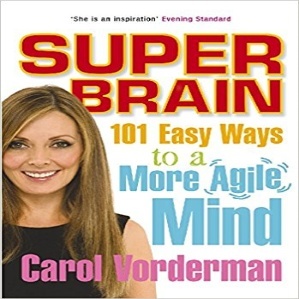 'She is an inspiration' Evening Standard
SUPER
BRAIN
101 Easy Ways
to a
More Agile
Mind
Carol Vorderman